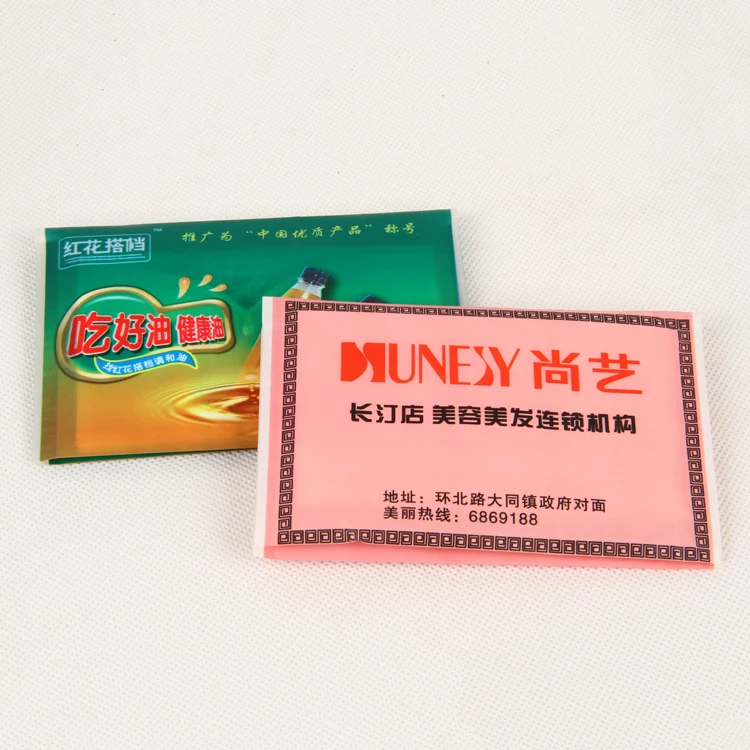 红花搭档™
推广为“中国优质产品”称号
吃好油 健康油
红花搭档调和油
MUNESY 尚艺
长汀店 美容美发连锁机构
地址：环北路大同镇政府对面
美丽热线：6869188